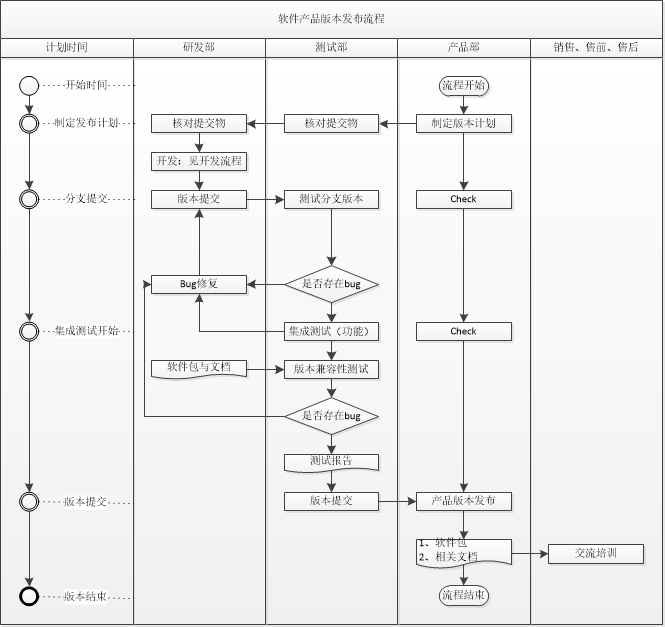 软件产品版本发布流程
计划时间 研发部 测试部 产品部 销售、售前、售后
开始时间 流程开始
制定发布计划 核对提交物 核对提交物 制定版本计划
开发：见开发流程
分支提交 版本提交 测试分支版本 Check
Bug修复 是否存在bug
集成测试开始 集成测试（功能） Check
软件包与文档 版本兼容性测试
是否存在bug
测试报告
版本提交 版本提交 产品版本发布
1、软件包
2、相关文档 交流培训
版本结束 流程结束